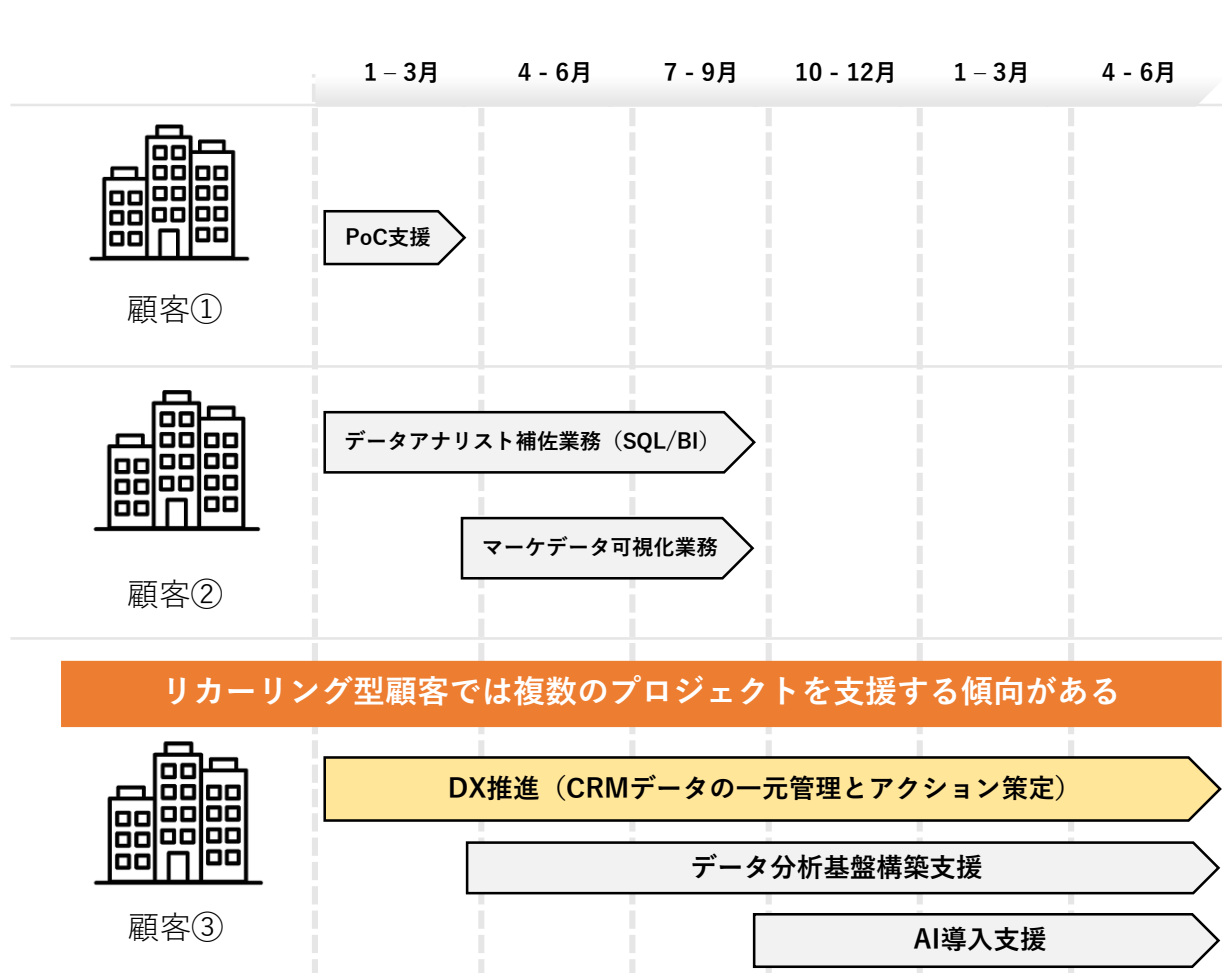 1 – 3月 4 - 6月 7 - 9月 10 - 12月 1 – 3月 4 - 6月
PoC支援
顧客①
データアナリスト補佐業務（SQL/BI）
マーケデータ可視化業務
顧客②
リカーリング型顧客では複数のプロジェクトを支援する傾向がある
DX推進（CRMデータの一元管理とアクション策定）
データ分析基盤構築支援
顧客③
AI導入支援